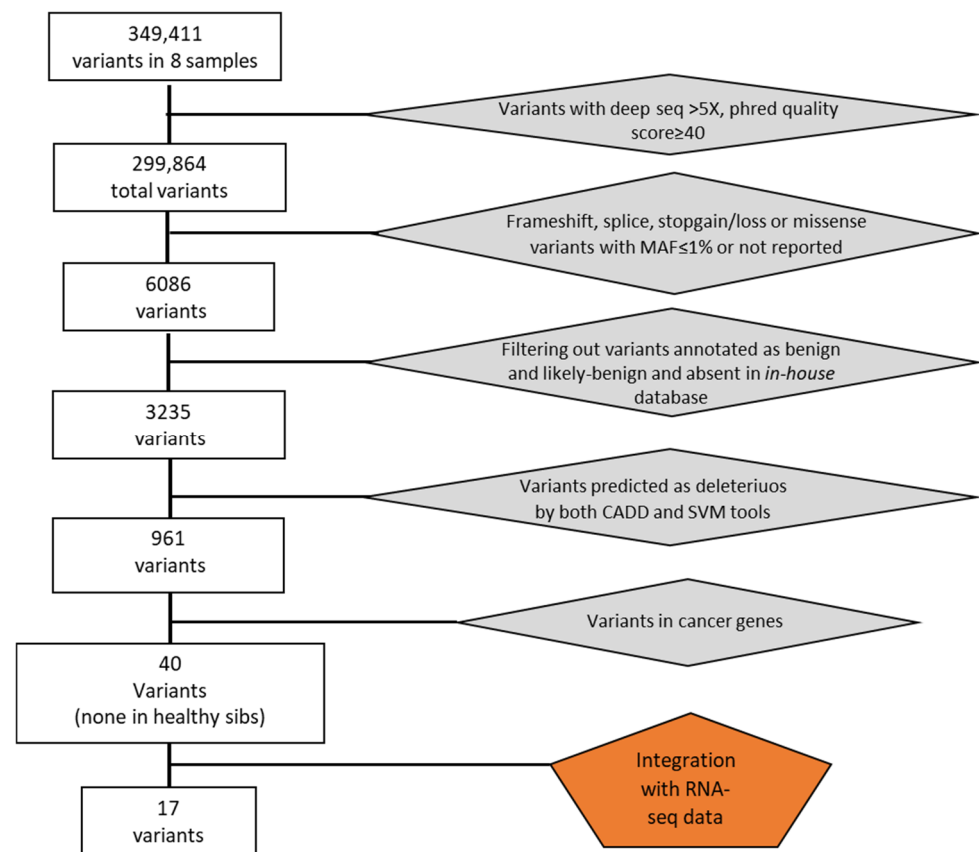 349,411
variants in 8 samples
Variants with deep seq >5X, phred quality
score≥40
299,864
total variants
Frameshift, splice, stopgain/loss or missense
variants with MAF≤1% or not reported
6086
variants
Filtering out variants annotated as benign
and likely-benign and absent in in-house
database
3235
variants
Variants predicted as deleteriuos
by both CADD and SVM tools
961
variants
Variants in cancer genes
40
Variants
(none in healthy sibs)
Integration
with RNA-
seq data
17
variants